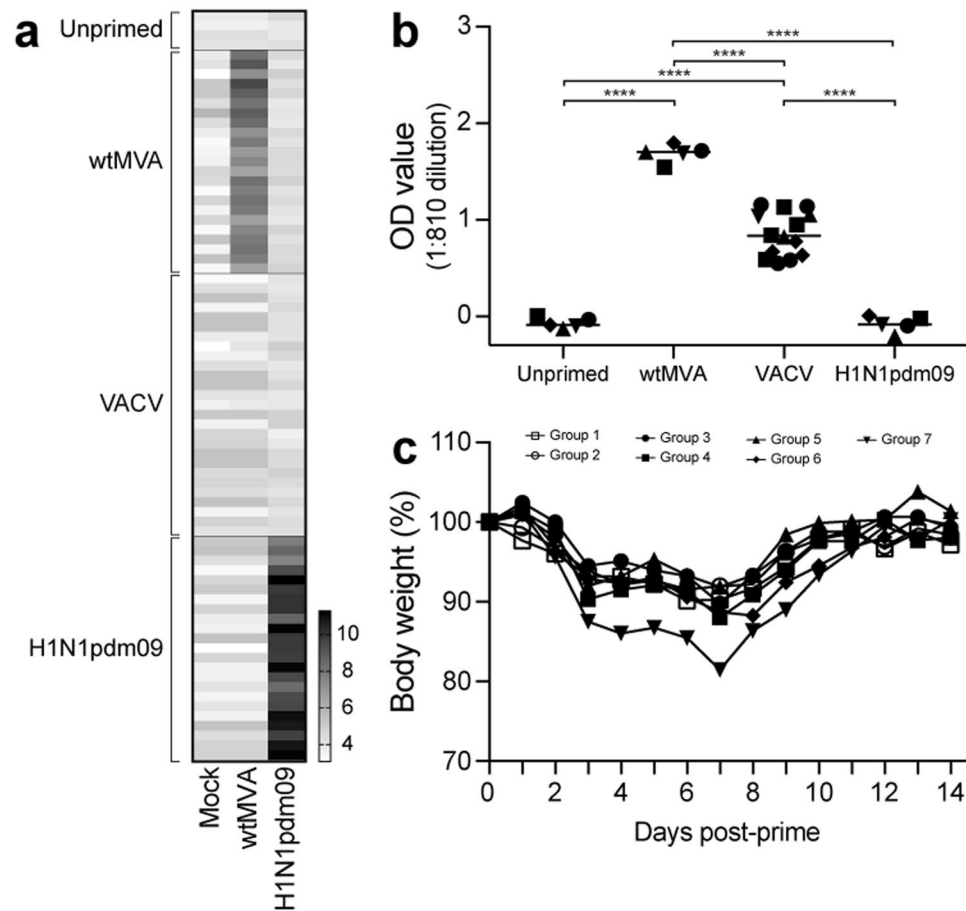 a
Unprimed
wtMVA
VACV
H1N1pdm09
10
8
6
4
Mock
wtMVA
H1N1pdm09
b
3
2
1
0
OD value
(1:810 dilution)
****
****
****
****
****
Unprimed
wtMVA
VACV
H1N1pdm09
c
Group 1
Group 2
Group 3
Group 4
Group 5
Group 6
Group 7
110
100
90
80
70
Body weight (%)
0
2
4
6
8
10
12
14
Days post-prime